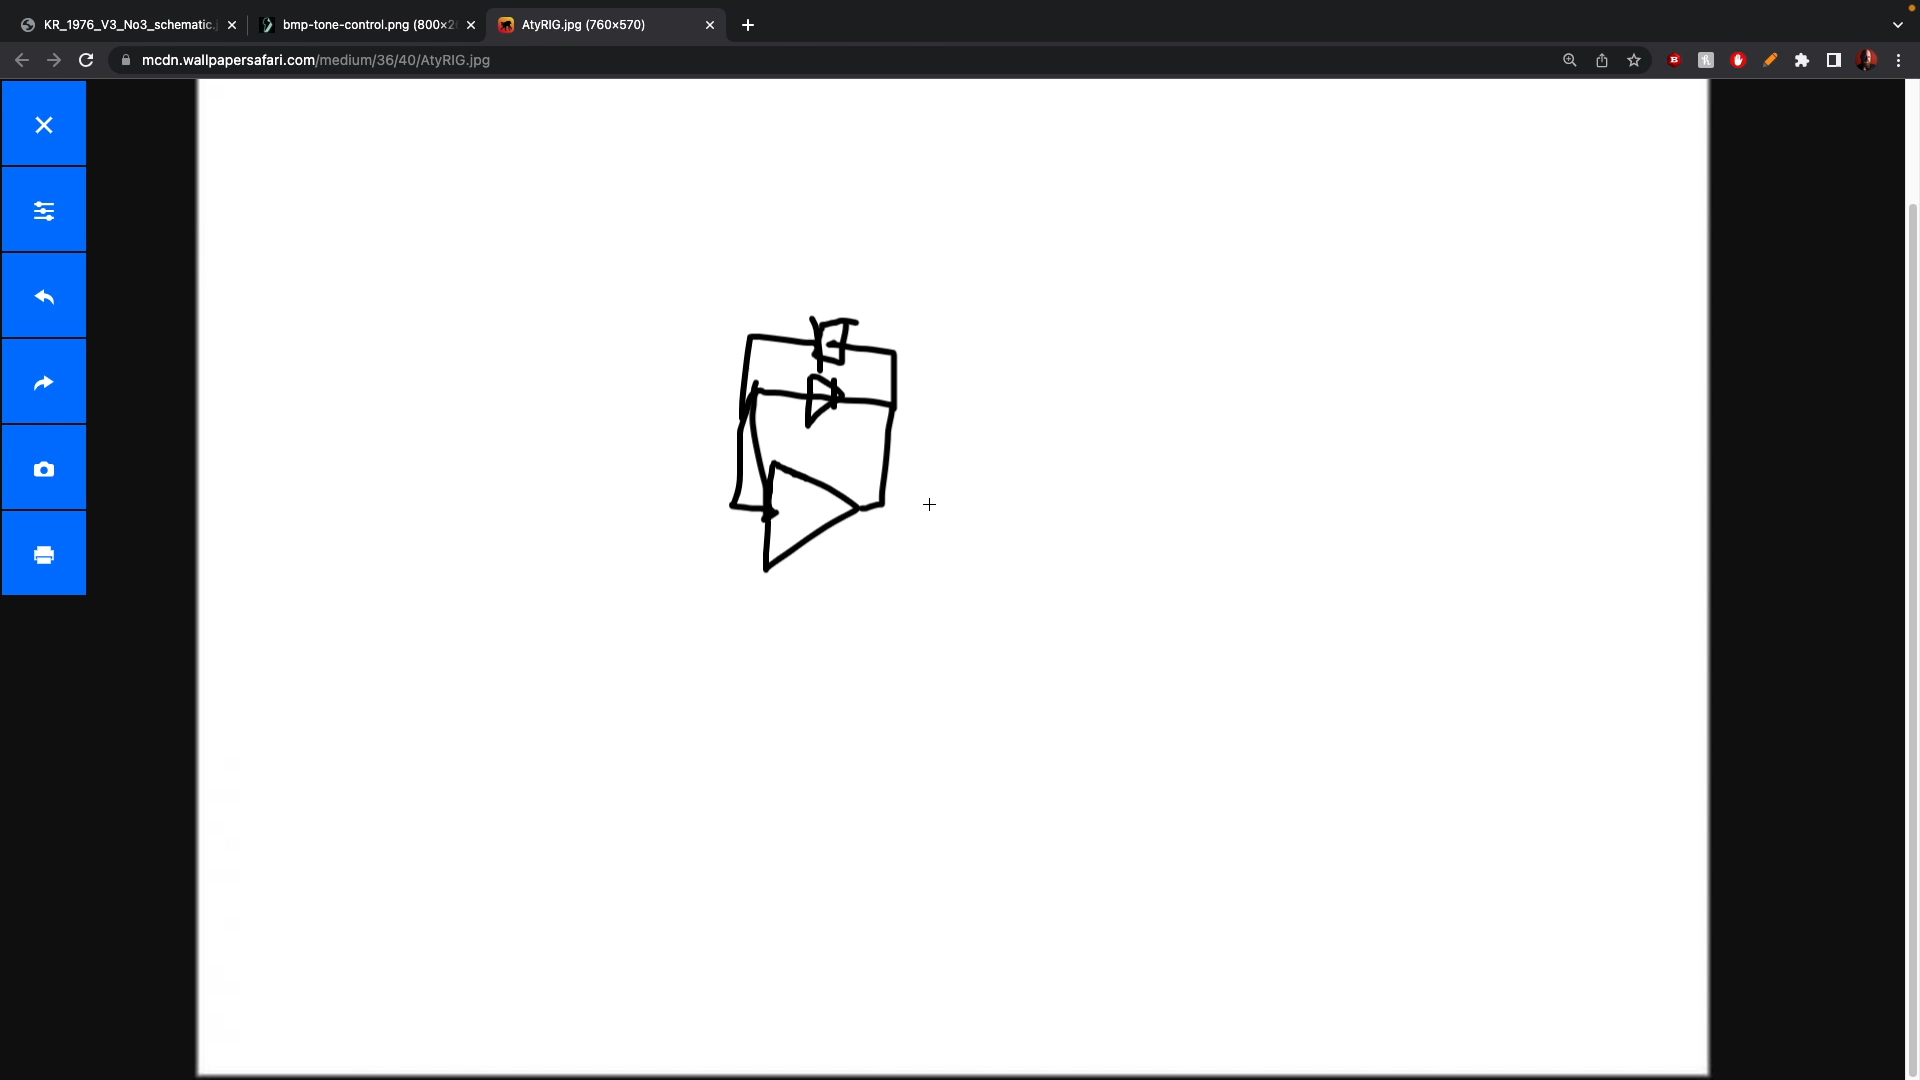 KR_1976_V3_No3_schematic.j
bmp-tone-control.png (800×2
AtyRIG.jpg (760×570)
mcdn.wallpapersafari.com/medium/36/40/AtyRIG.jpg